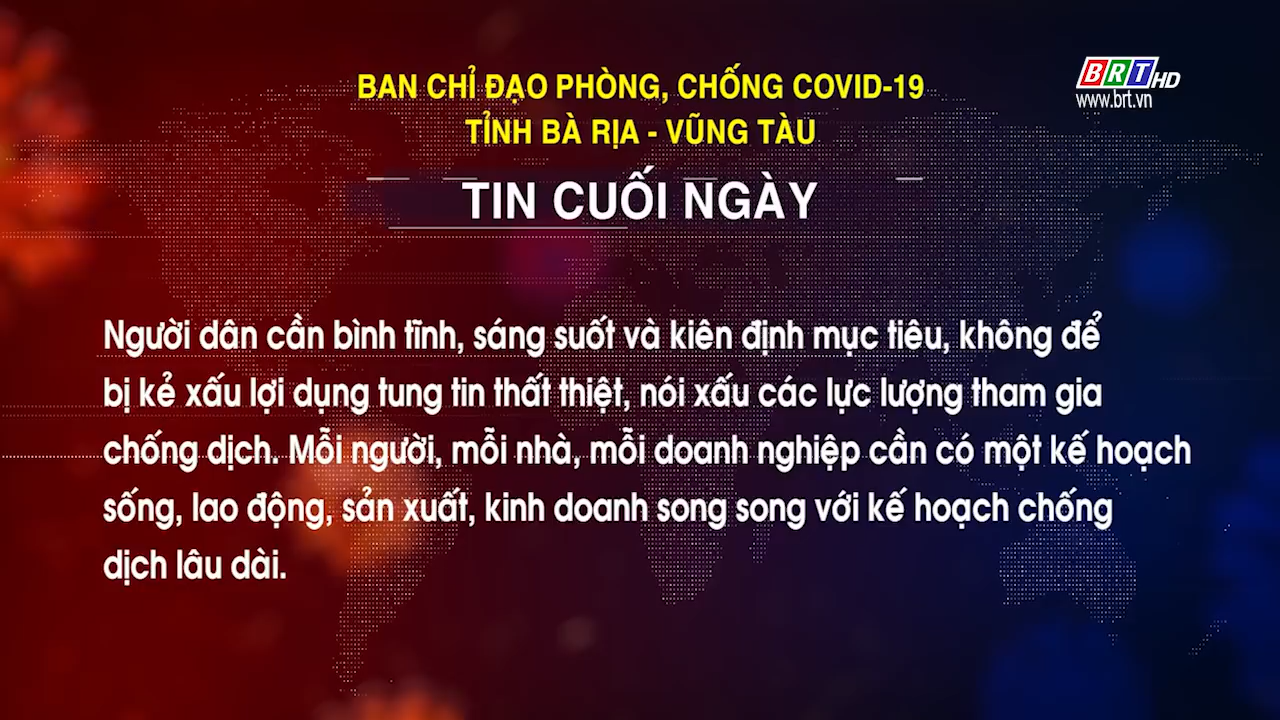 BAN CHỈ ĐẠO PHÒNG, CHỐNG COVID-19
TỈNH BÀ RỊA - VŨNG TÀU
BRT HD
www.brt.vn
TIN CUỐI NGÀY
Người dân cần bình tĩnh, sáng suốt và kiên định mục tiêu, không để
bị kẻ xấu lợi dụng tung tin thất thiệt, nói xấu các lực lượng tham gia
chống dịch. Mỗi người, mỗi nhà, mỗi doanh nghiệp cần có một kế hoạch
sống, lao động, sản xuất, kinh doanh song song với kế hoạch chống
dịch lâu dài.